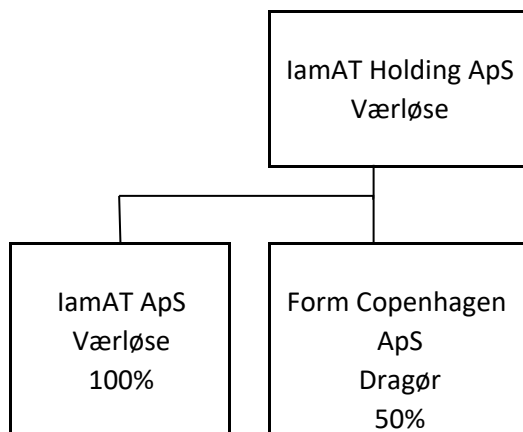 IamAT Holding ApS
Værløse
IamAT ApS
Værløse
100%
Form Copenhagen
ApS
Dragør
50%